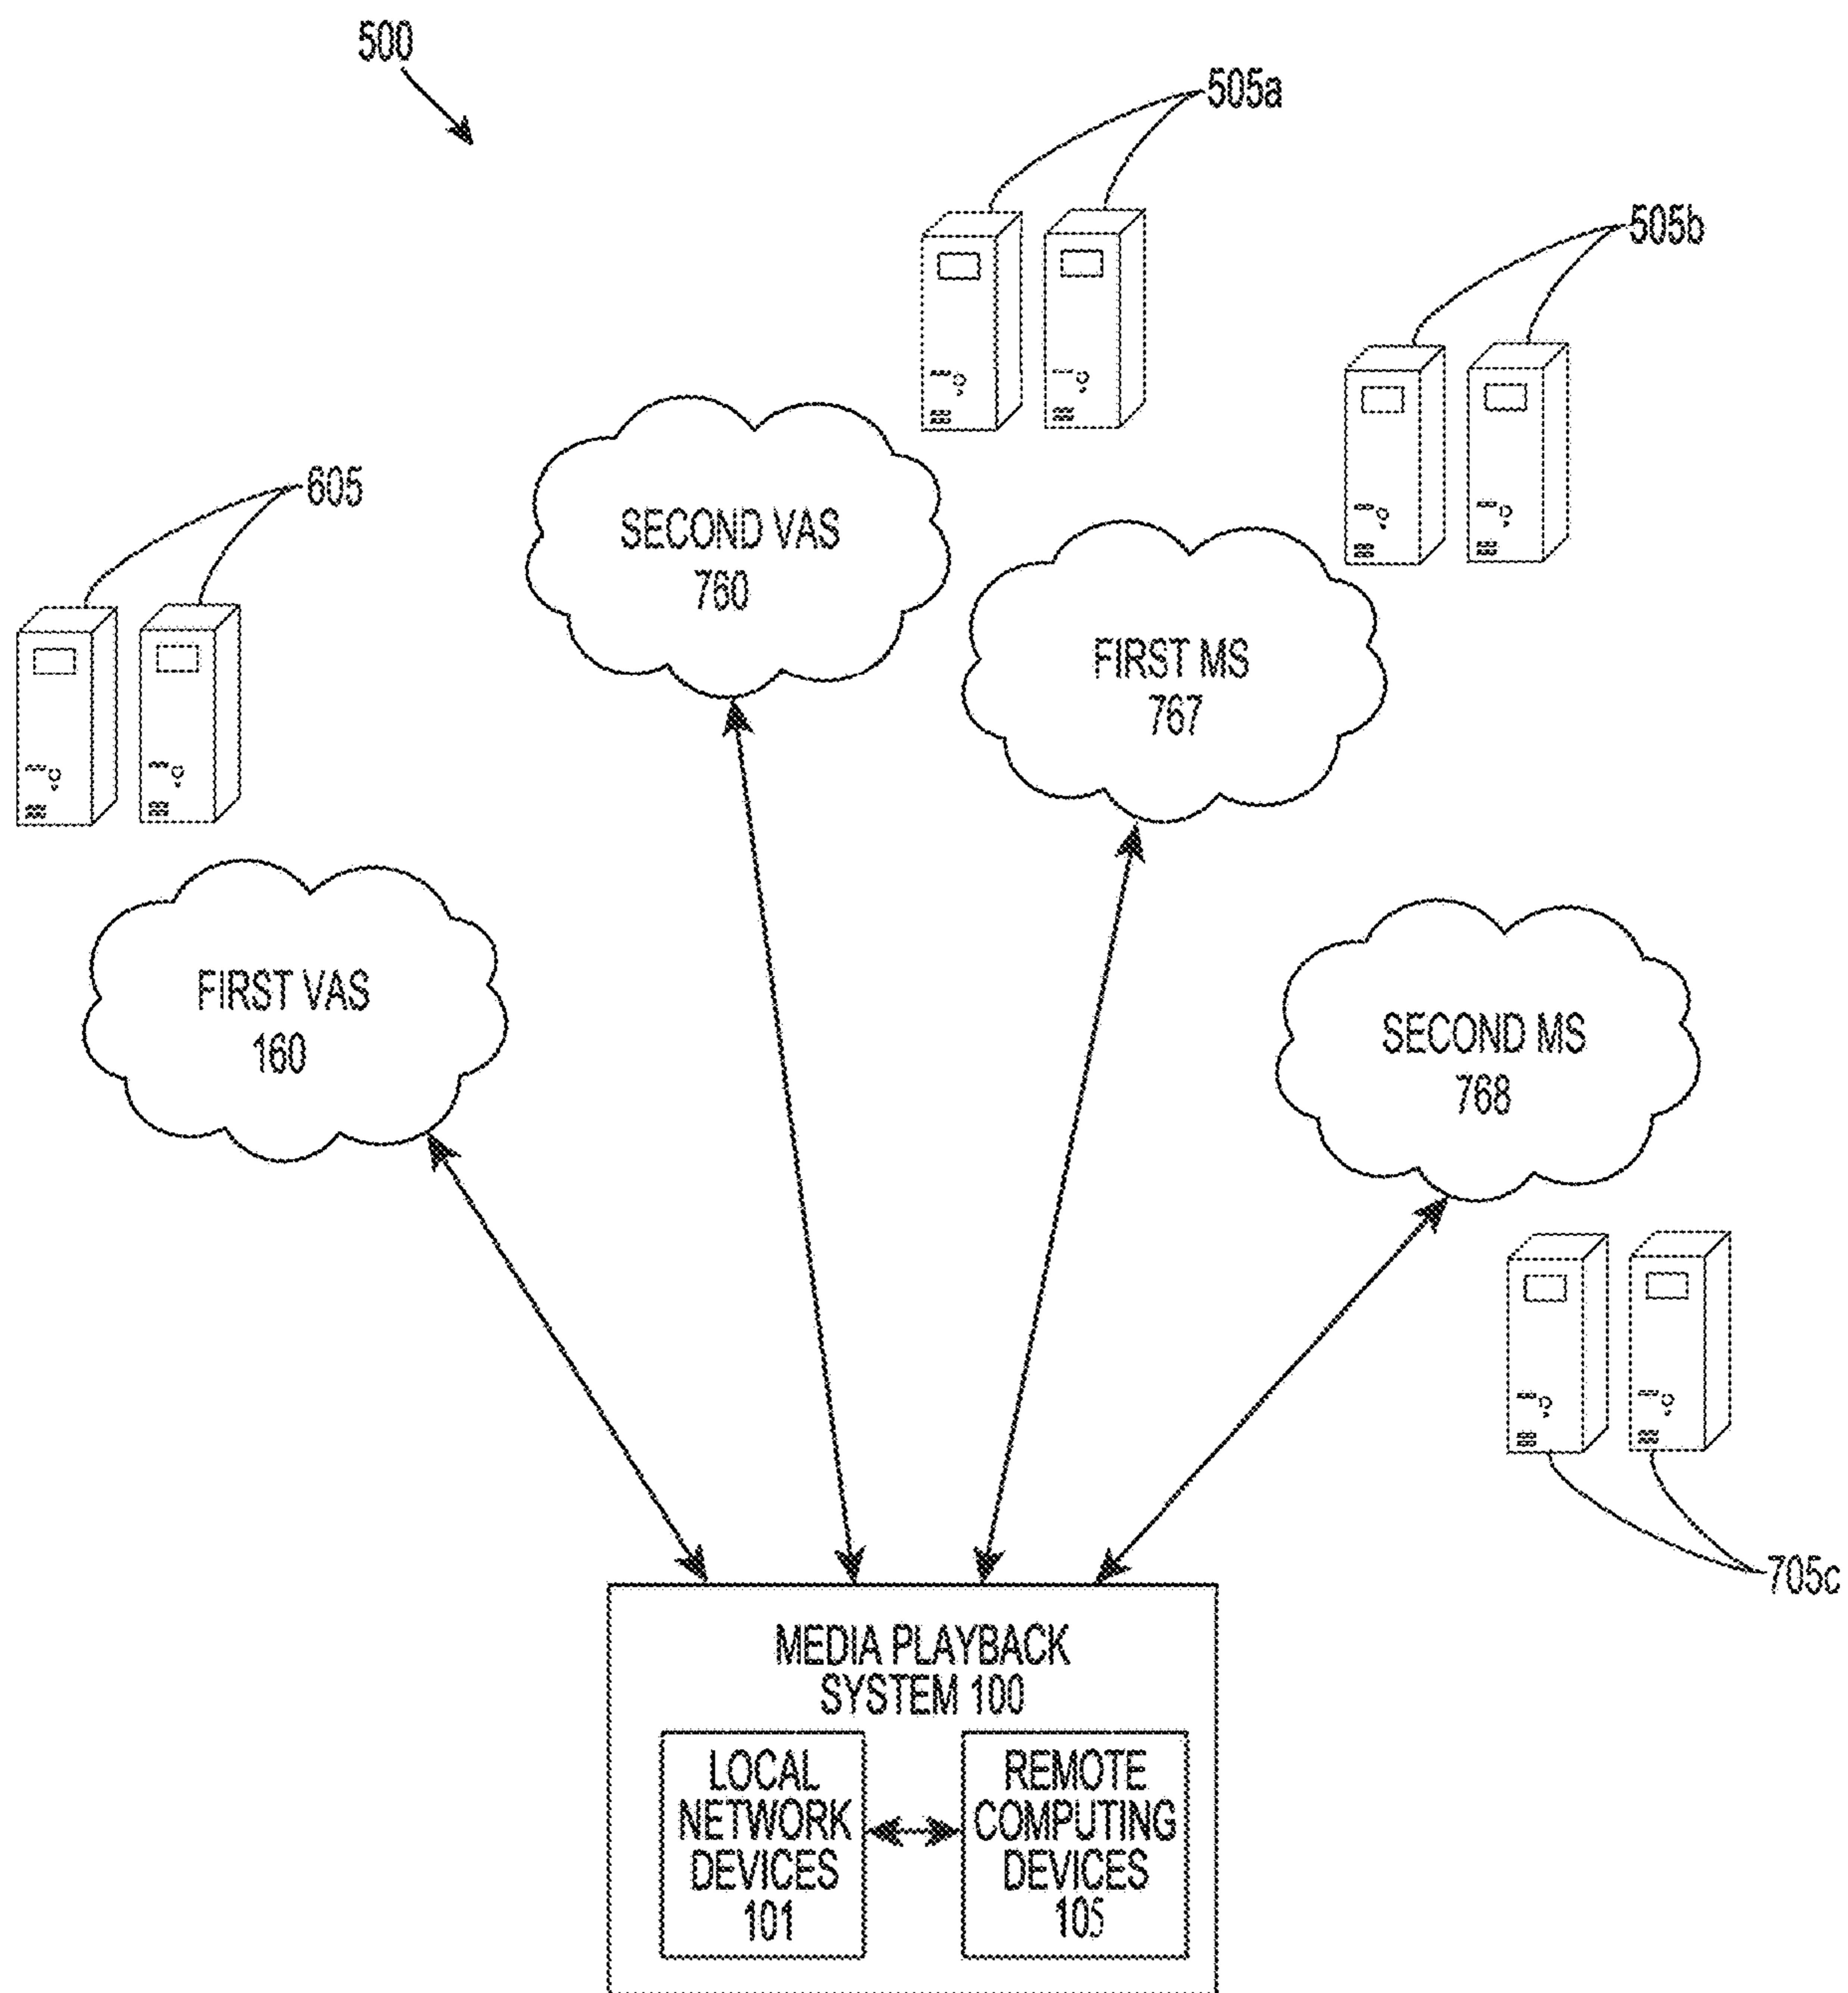 500
505a
505b
605
SECOND VAS
760
FIRST MS
767
FIRST VAS
160
SECOND MS
768
705c
MEDIA PLAYBACK
SYSTEM 100
LOCAL
NETWORK
DEVICES
101
REMOTE
COMPUTING
DEVICES
105